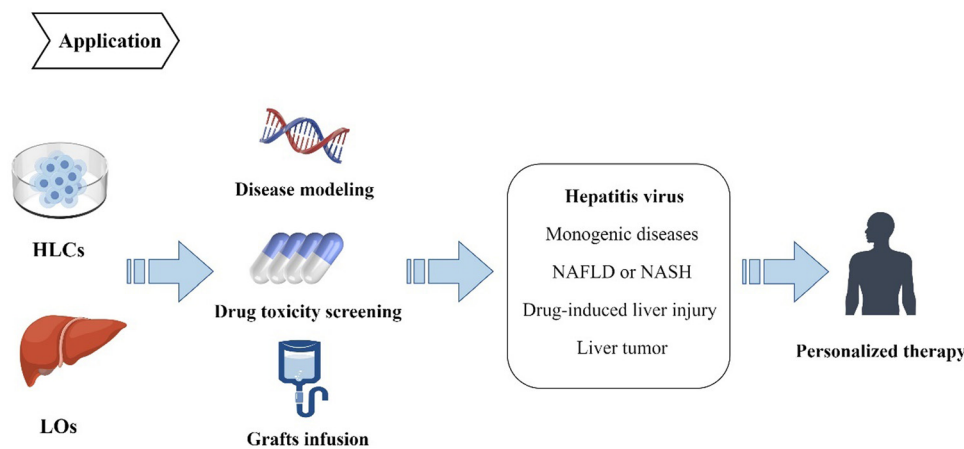 Application
HLCs
LOs
Disease modeling
Drug toxicity screening
Grafts infusion
Hepatitis virus
Monogenic diseases
NAFLD or NASH
Drug-induced liver injury
Liver tumor
Personalized therapy